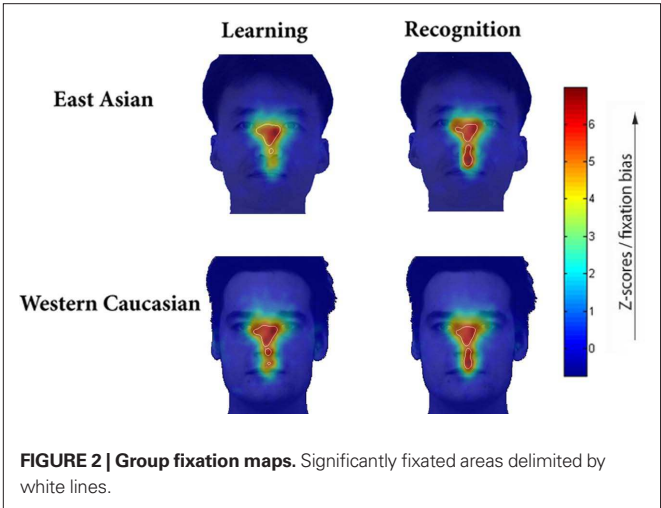 Learning Recognition
East Asian
Western Caucasian
6
5
4
3
2
1
0
Z-scores / fixation bias
FIGURE 2 | Group fixation maps. Significantly fixated areas delimited by
white lines.